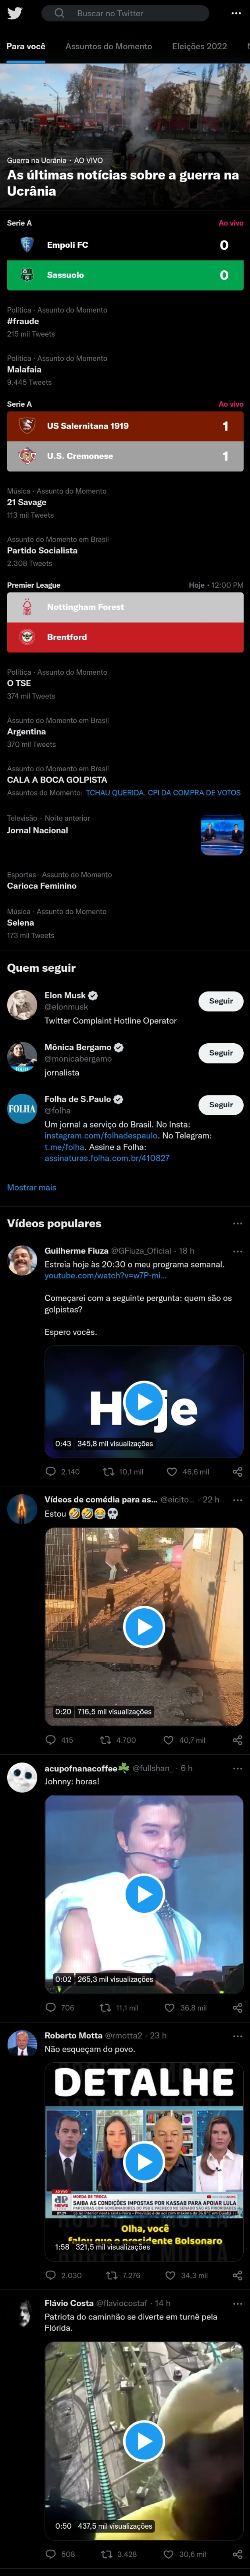 Buscar no Twitter
Para você
Assuntos do Momento
Eleições 2022
Guerra na Ucrânia · AO VIVO
As últimas notícias sobre a guerra na
Ucrânia
Serie A
Ao vivo
Empoli FC
0
Sassuolo
0
Política · Assunto do Momento
#fraude
215 mil Tweets
Política · Assunto do Momento
Malafaia
9.445 Tweets
Serie A
Ao vivo
US Salernitana 1919
1
U.S. Cremonese
1
Música · Assunto do Momento
21 Savage
113 mil Tweets
Assunto do Momento em Brasil
Partido Socialista
2.308 Tweets
Premier League
Hoje · 12:00 PM
Nottingham Forest
Brentford
Política · Assunto do Momento
O TSE
374 mil Tweets
Assunto do Momento em Brasil
Argentina
370 mil Tweets
Assunto do Momento em Brasil
CALA A BOCA GOLPISTA
Assuntos do Momento: TCHAU QUERIDA, CPI DA COMPRA DE VOTOS
Televisão · Noite anterior
Jornal Nacional
Esportes · Assunto do Momento
Carioca Feminino
Música · Assunto do Momento
Selena
173 mil Tweets
Quem seguir
Elon Musk
@elonmusk
Seguir
Twitter Complaint Hotline Operator
Mônica Bergamo
@monicabergamo
Seguir
jornalista
Folha de S.Paulo
@folha
Seguir
FOLHA
Um jornal a serviço do Brasil. No Insta:
instagram.com/folhadespaulo. No Telegram:
t.me/folha. Assine a Folha:
assinaturas.folha.com.br/410827
Mostrar mais
Vídeos populares
Guilherme Fiuza @GFiuza_Oficial · 18 h
Estreia hoje às 20:30 o meu programa semanal.
youtube.com/watch?v=w7P-mi...
Começarei com a seguinte pergunta: quem são os
golpistas?
Espero vocês.
Hoje
0:43 345,8 mil visualizações
2.140 10,1 mil 46,6 mil
Vídeos de comédia para as... @eicito... · 22 h
Estou 🤣🤣😂💀
0:20 716,5 mil visualizações
415 4.700 40,7 mil
acupofnanacoffee☘️ @fullshan_ · 6 h
Johnny: horas!
0:02 265,3 mil visualizações
706 11,1 mil 36,8 mil
Roberto Motta @rmotta2 · 23 h
Não esqueçam do povo.
DETALHE
MOEDA DE TROCA
SAIBA AS CONDIÇÕES IMPOSTAS POR KASSAB PARA APOIAR LULA
Olha, você
1:58 321,5 mil visualizações
Bolsonaro
2.030 7.276 34,3 mil
Flávio Costa @flaviocostaf · 14 h
Patriota do caminhão se diverte em turnê pela
Flórida.
0:50 437,5 mil visualizações
508 3.428 30,6 mil